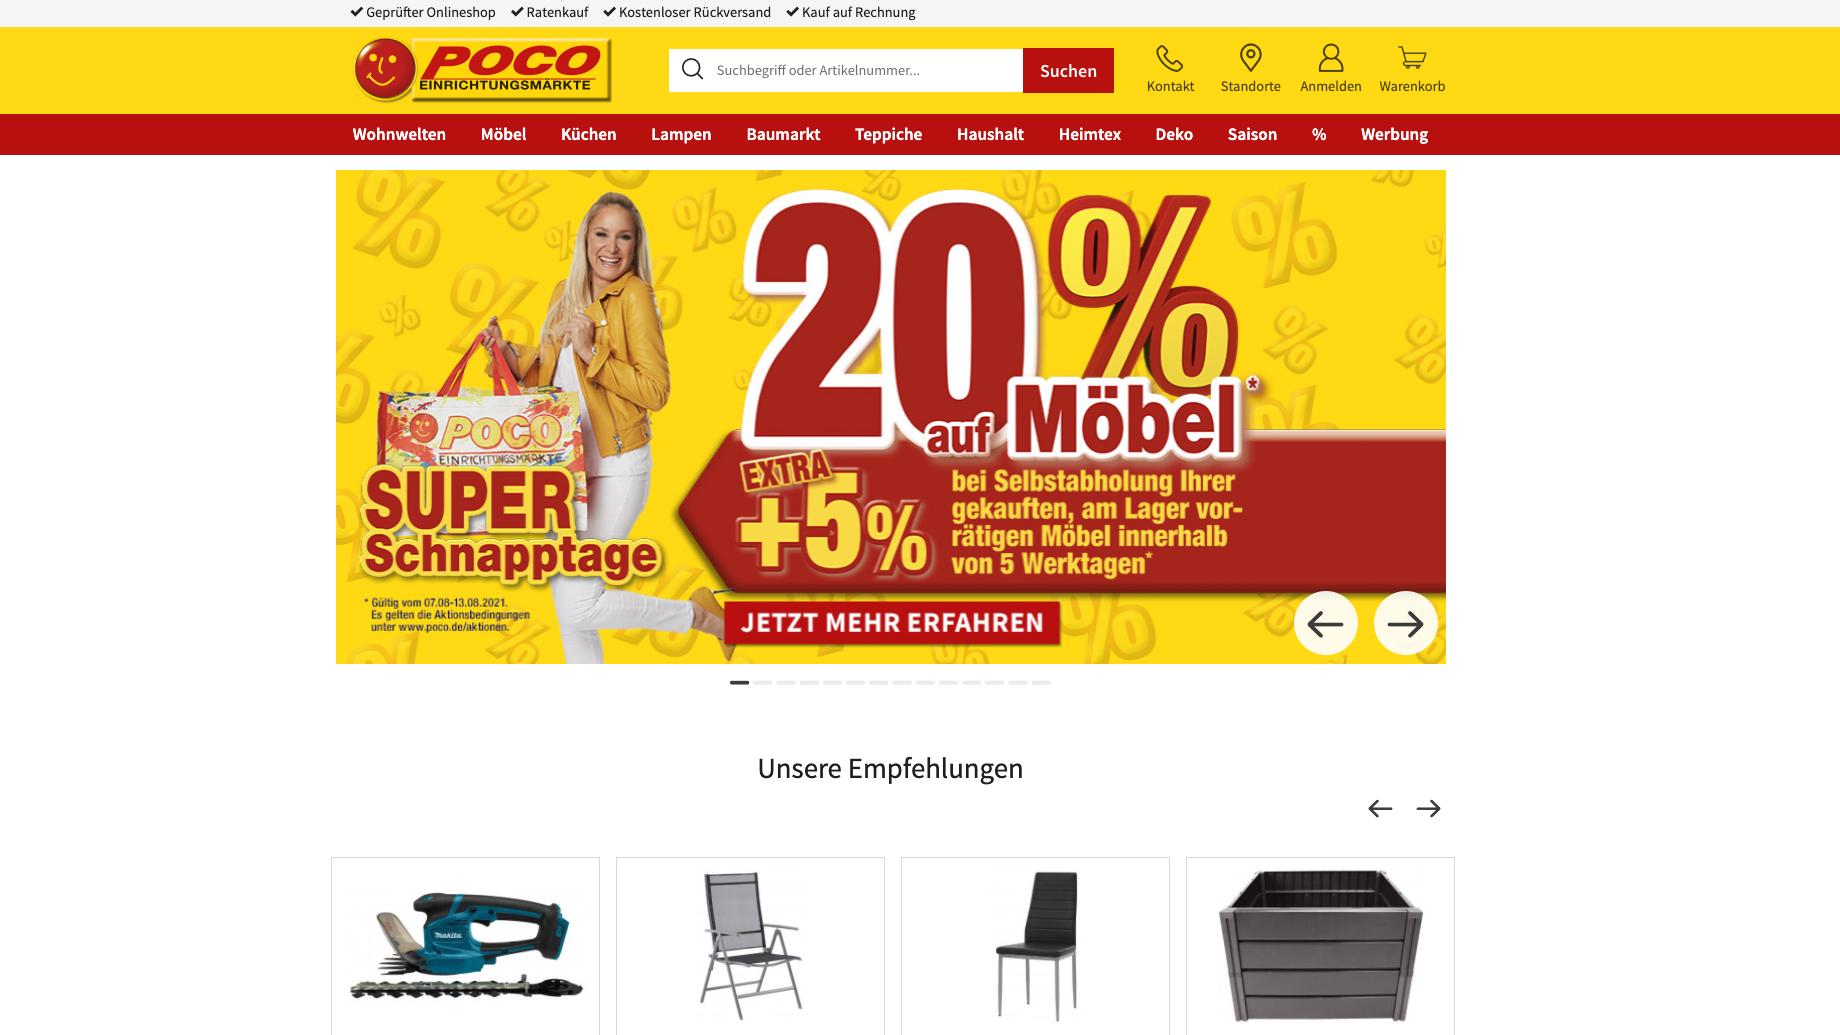 Geprüfter Onlineshop Ratenkauf Kostenloser Rückversand Kauf auf Rechnung
POCO
EINRICHTUNGSMÄRKTE
Suchbegriff oder Artikelnummer...
Suchen
Kontakt Standorte Anmelden Warenkorb
Wohnwelten Möbel Küchen Lampen Baumarkt Teppiche Haushalt Heimtex Deko Saison % Werbung
20%
auf Möbel*
POCO
EINRICHTUNGSMÄRKTE
SUPER
Schnapptage
EXTRA
+5%
bei Selbstabholung Ihrer
gekauften, am Lager vor-
rätigen Möbel innerhalb
von 5 Werktagen*
* Gültig vom 07.08-13.08.2021.
Es gelten die Aktionsbedingungen
unter www.poco.de/aktionen.
JETZT MEHR ERFAHREN
Unsere Empfehlungen
makita